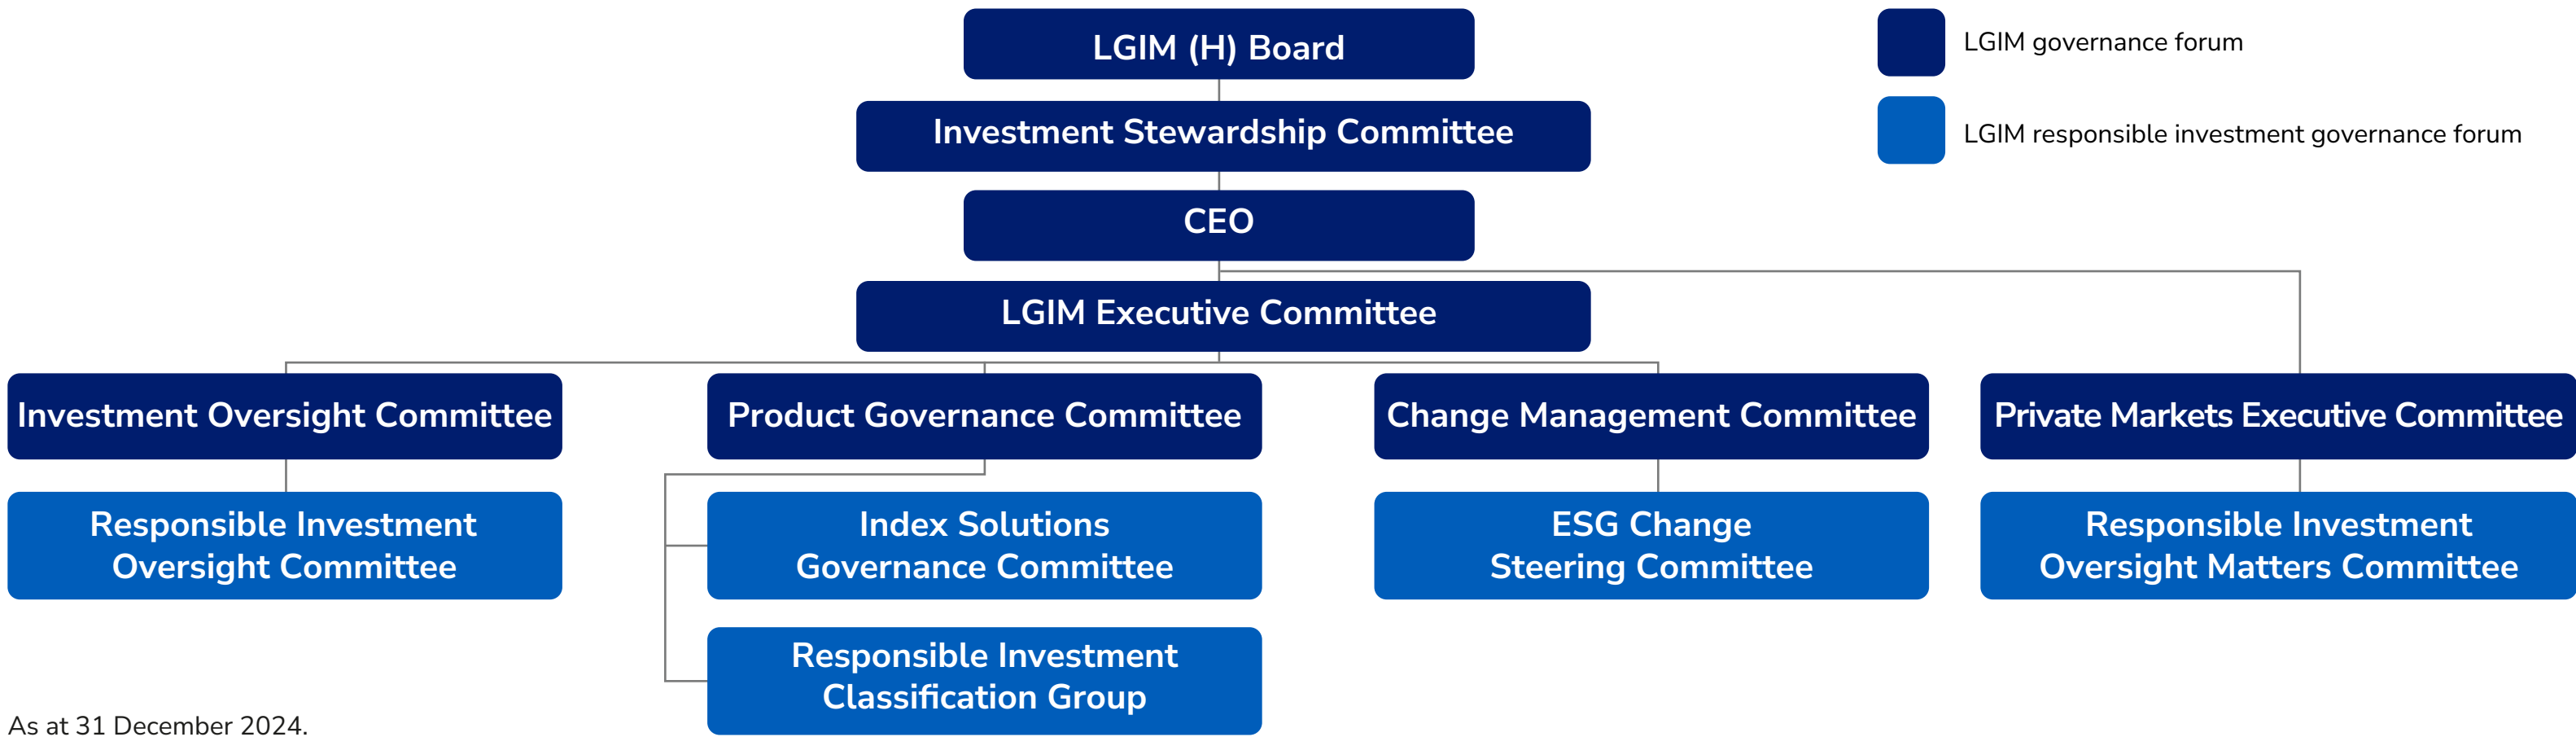 LGIM (H) Board
LGIM governance forum
Investment Stewardship Committee
LGIM responsible investment governance forum
CEO
LGIM Executive Committee
Investment Oversight Committee
Product Governance Committee
Change Management Committee
Private Markets Executive Committee
Responsible Investment
Oversight Committee
Index Solutions
Governance Committee
ESG Change
Steering Committee
Responsible Investment
Oversight Matters Committee
Responsible Investment
Classification Group
As at 31 December 2024.